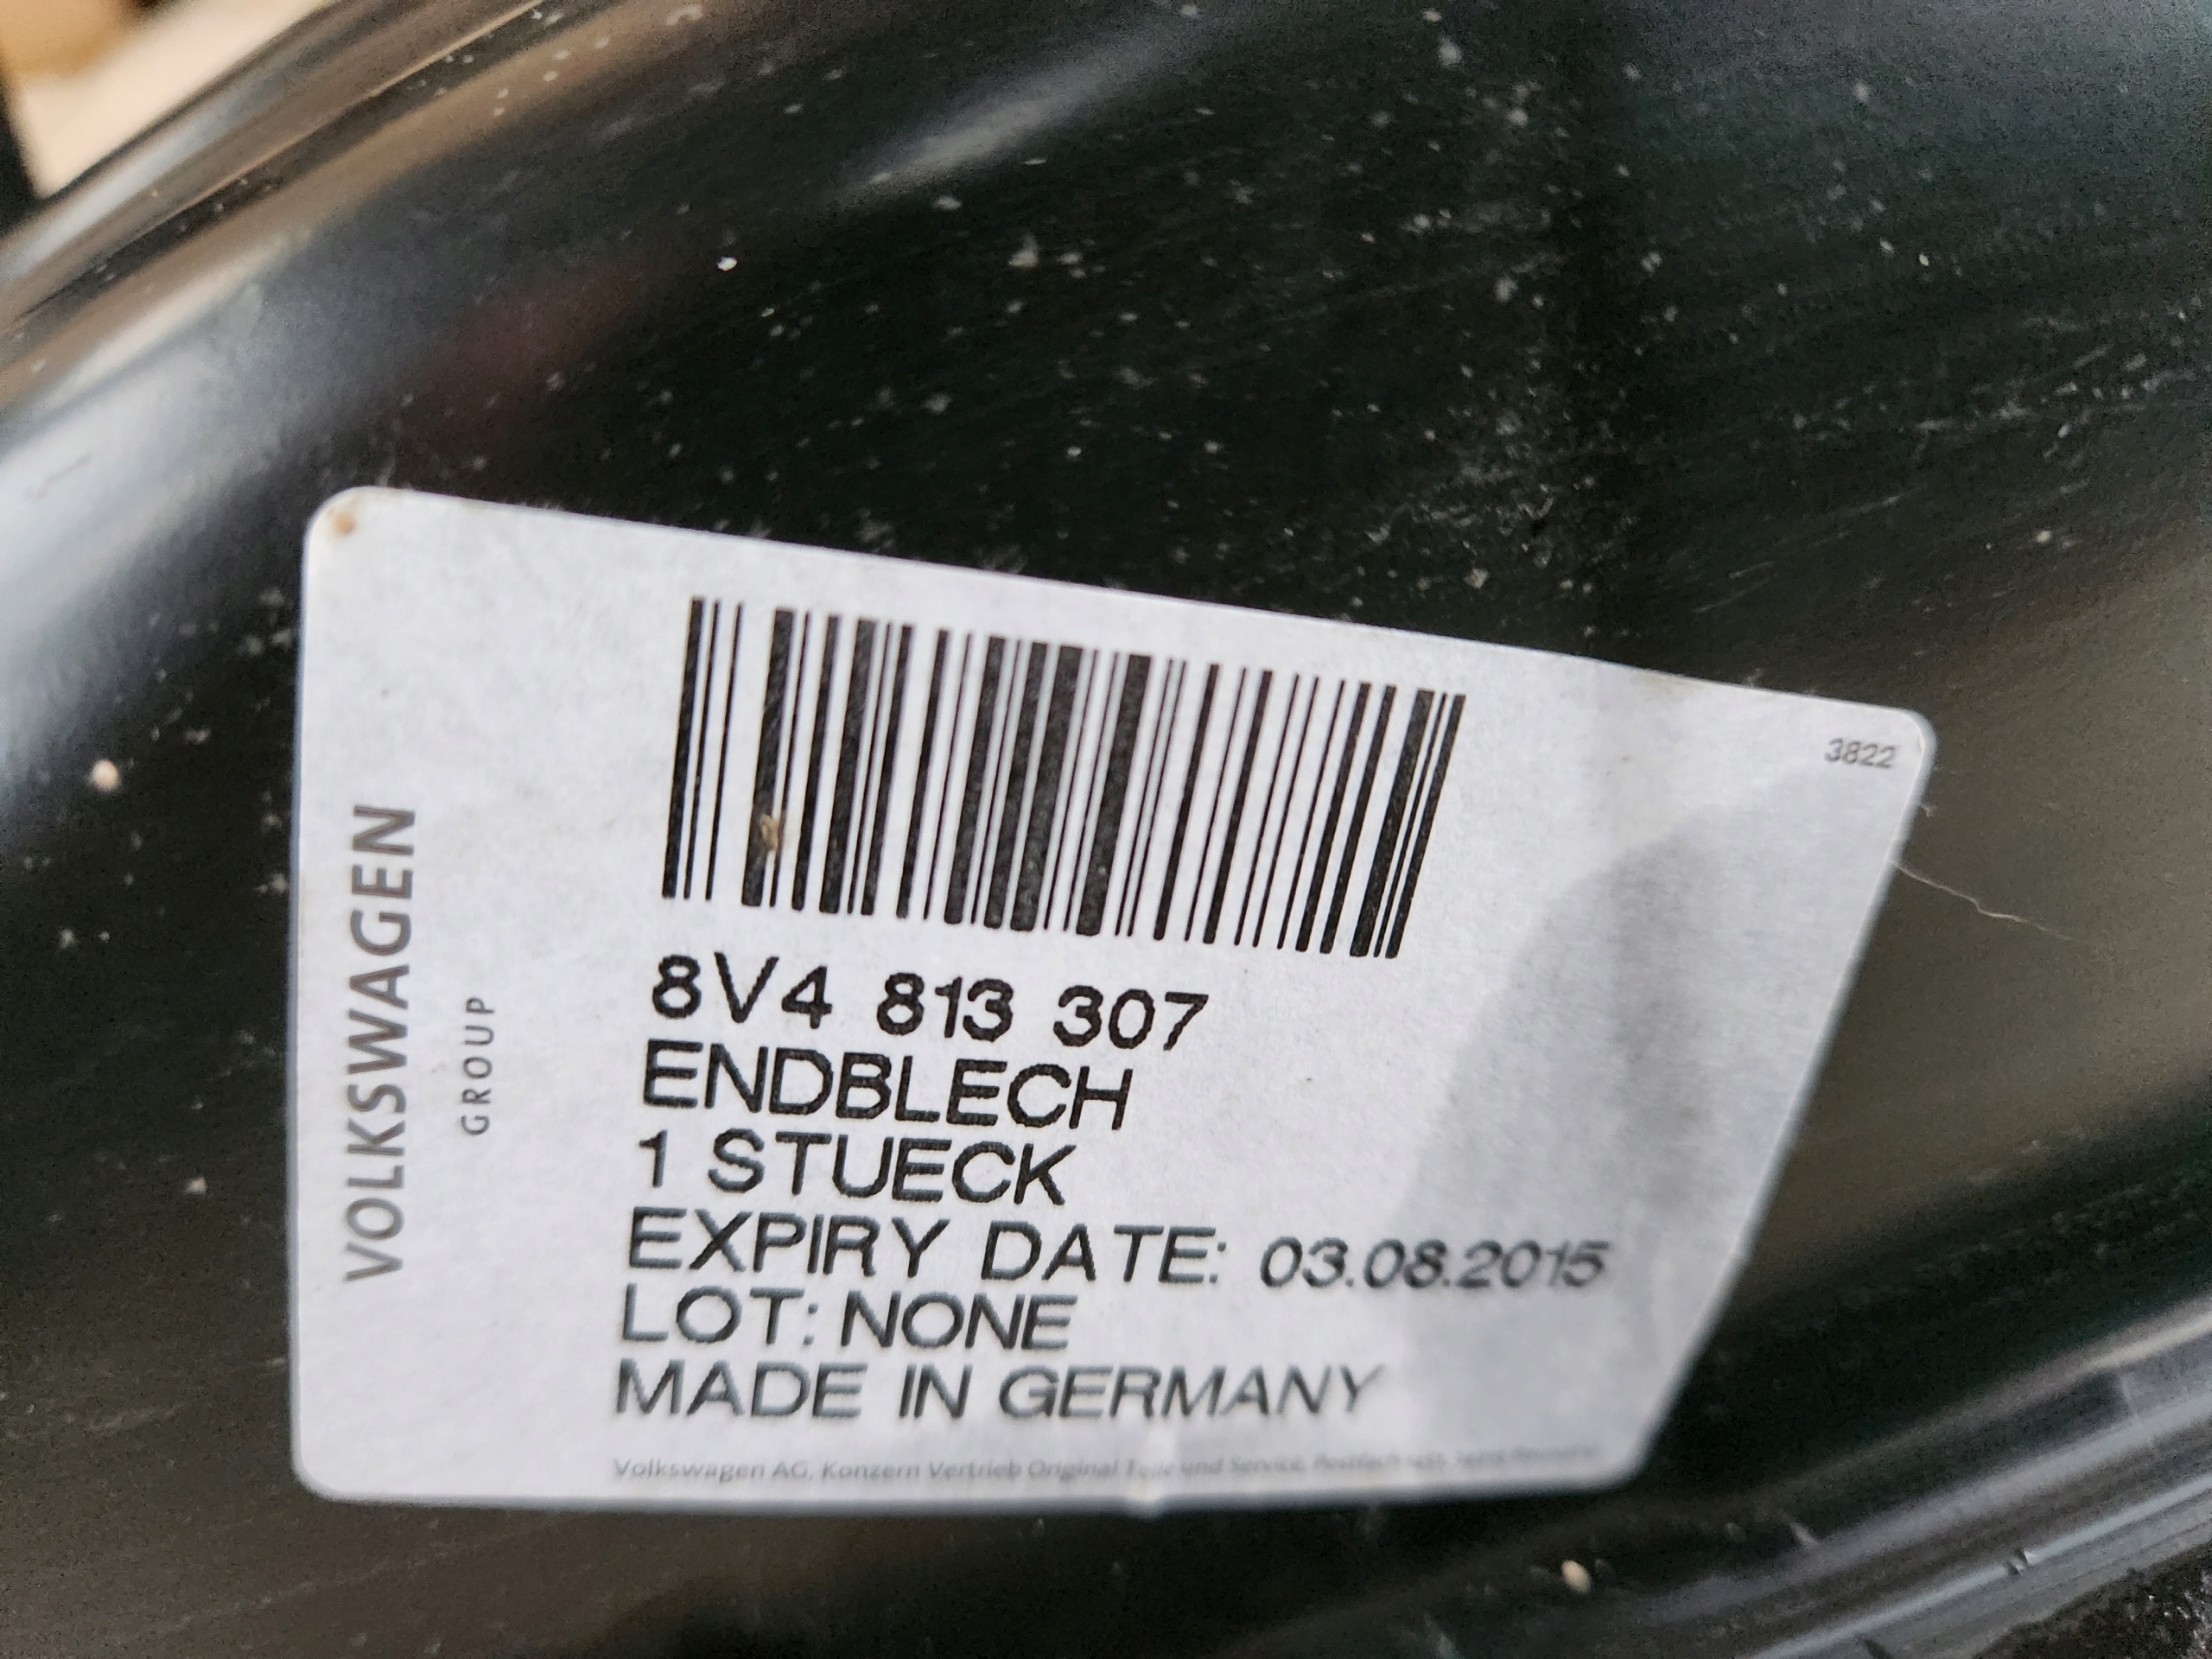 VOLKSWAGEN
GROUP
3822
8V4 813 307
ENDBLECH
1 STUECK
EXPIRY DATE: 03.08.2015
LOT: NONE
MADE IN GERMANY
Volkswagen AG, Konzern Vertrieb Original Teile und Service,